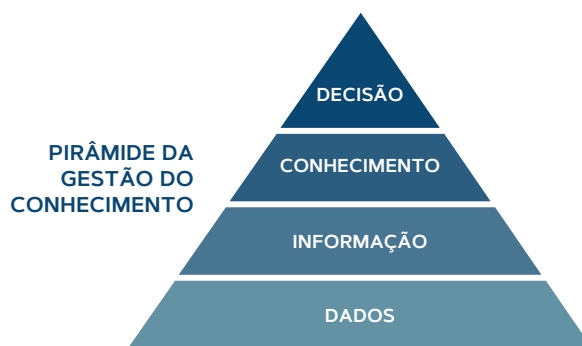 DECISÃO
PIRÂMIDE DA
GESTÃO DO
CONHECIMENTO
CONHECIMENTO
INFORMAÇÃO
DADOS